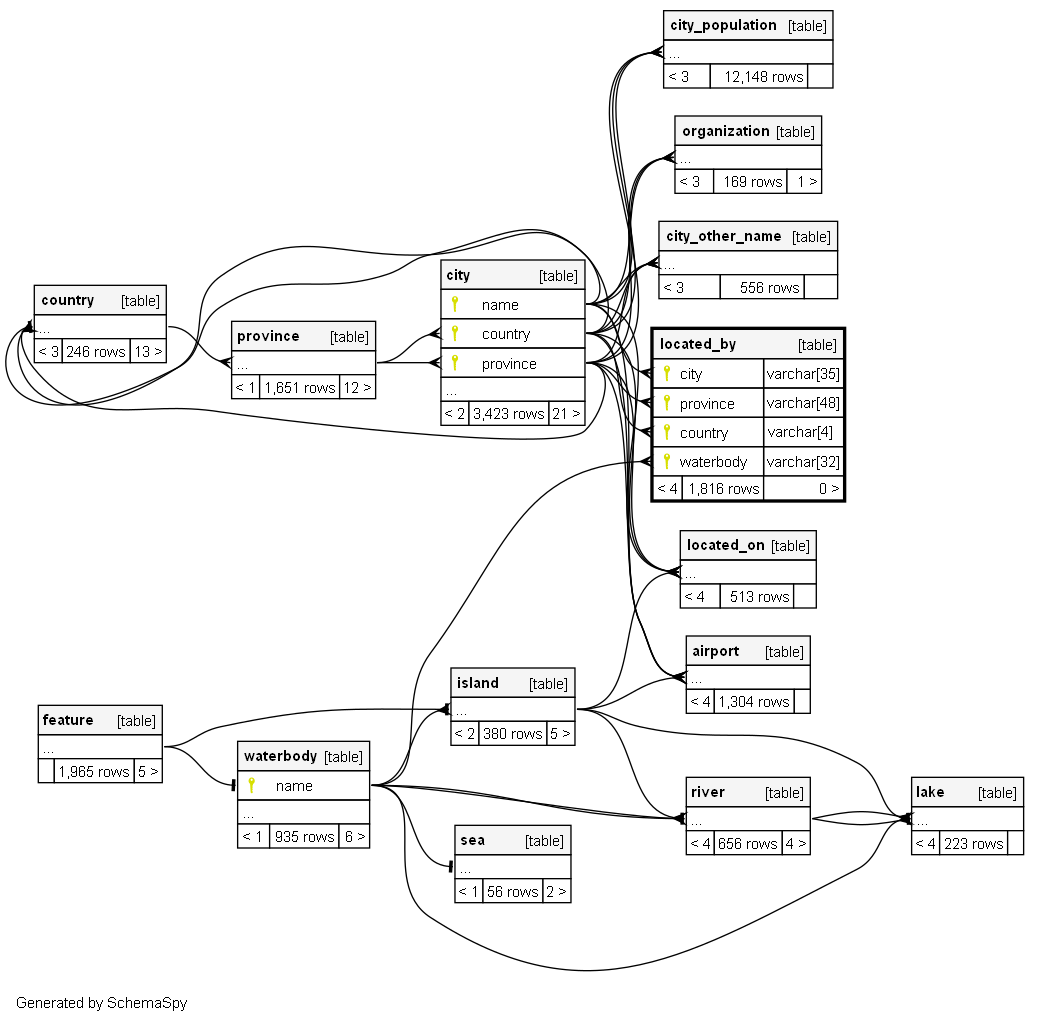 city_population [table]
...
< 3 12,148 rows
organization [table]
...
< 3 169 rows 1 >
city_other_name [table]
...
< 3 556 rows
city [table]
name
country
province
...
< 2 3,423 rows 21 >
country [table]
...
< 3 246 rows 13 >
province [table]
...
< 1 1,651 rows 12 >
located_by [table]
city varchar[35]
province varchar[48]
country varchar[4]
waterbody varchar[32]
< 4 1,816 rows 0 >
located_on [table]
...
< 4 513 rows
airport [table]
...
< 4 1,304 rows
island [table]
...
< 2 380 rows 5 >
feature [table]
...
1,965 rows 5 >
waterbody [table]
name
...
< 1 935 rows 6 >
river [table]
...
< 4 656 rows 4 >
lake [table]
...
< 4 223 rows
sea [table]
...
< 1 56 rows 2 >
Generated by SchemaSpy